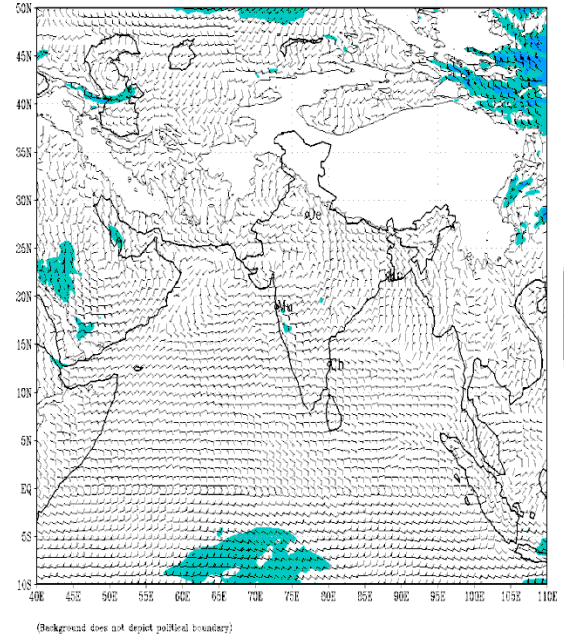 50N
45N
40N
35N
30N
De
25N
20N
Mu
15N
Ch
10N
5N
EQ
5S
10S
40E 45E 50E 55E 60E 65E 70E 75E 80E 85E 90E 95E 100E 105E 110E
(Background does not depict political boundary)